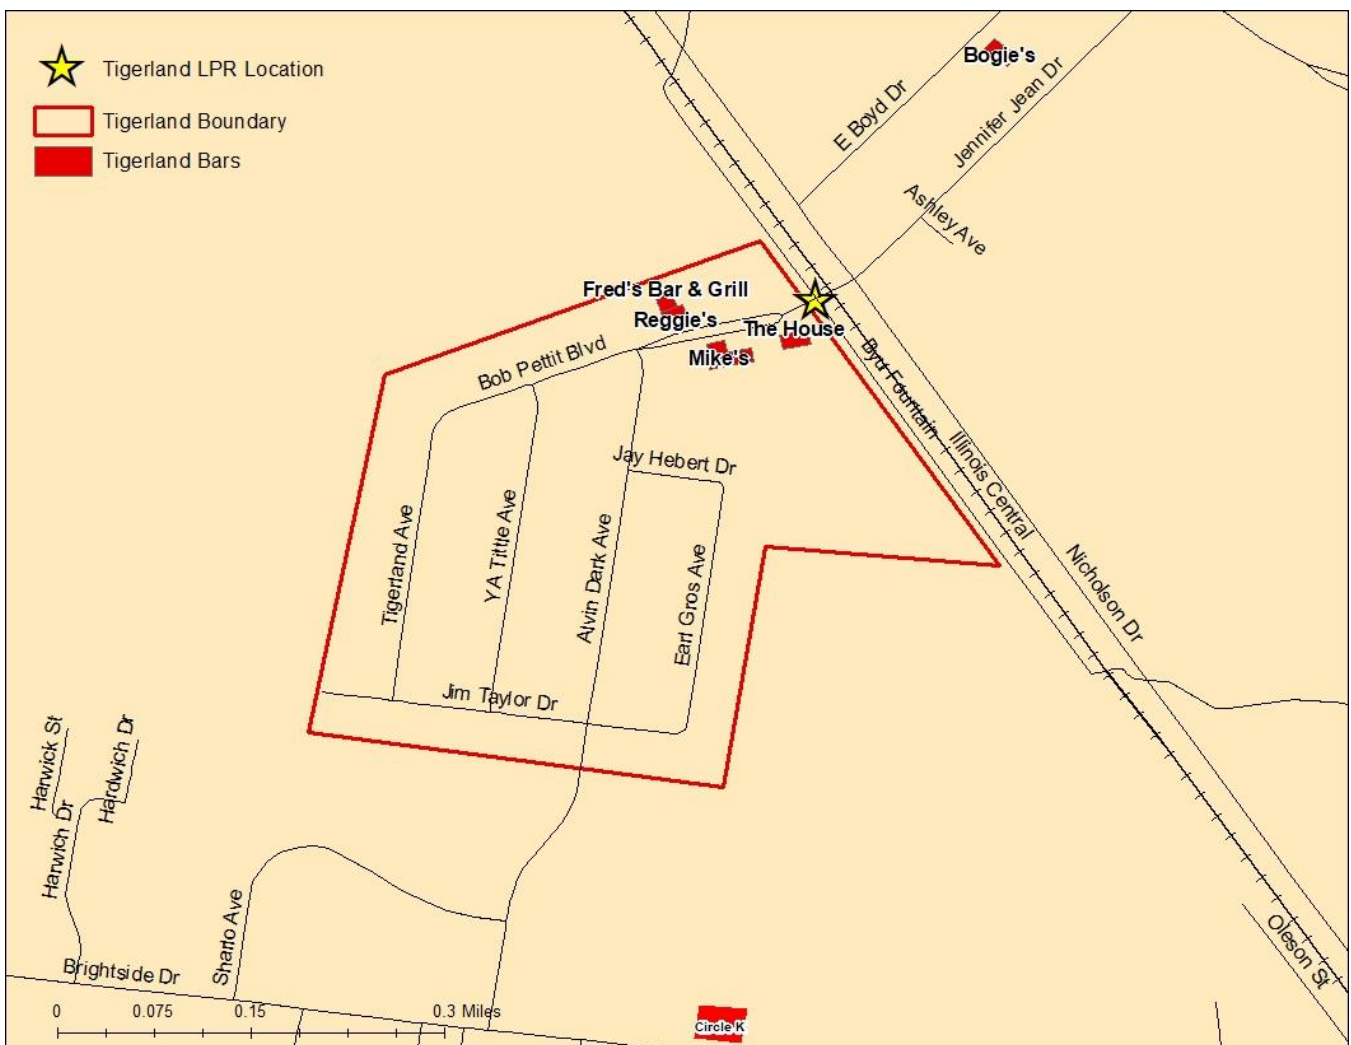 Tigerland LPR Location
Tigerland Boundary
Tigerland Bars
Bogie's
E Boyd Dr
Jennifer Jean Dr
Ashley Ave
Fred's Bar & Grill
Reggie's
The House
Mike's
Bob Pettit Blvd
Byu Fountain
Illinois Central
Nicholson Dr
Jay Hebert Dr
Tigerland Ave
Y A Tittle Ave
Alvin Dark Ave
Earl Gros Ave
Jim Taylor Dr
Harwick St
Hardwich Dr
Harwich Dr
Sharlo Ave
Brightside Dr
Oleson St
0 0.075 0.15 0.3 Miles
Circle K